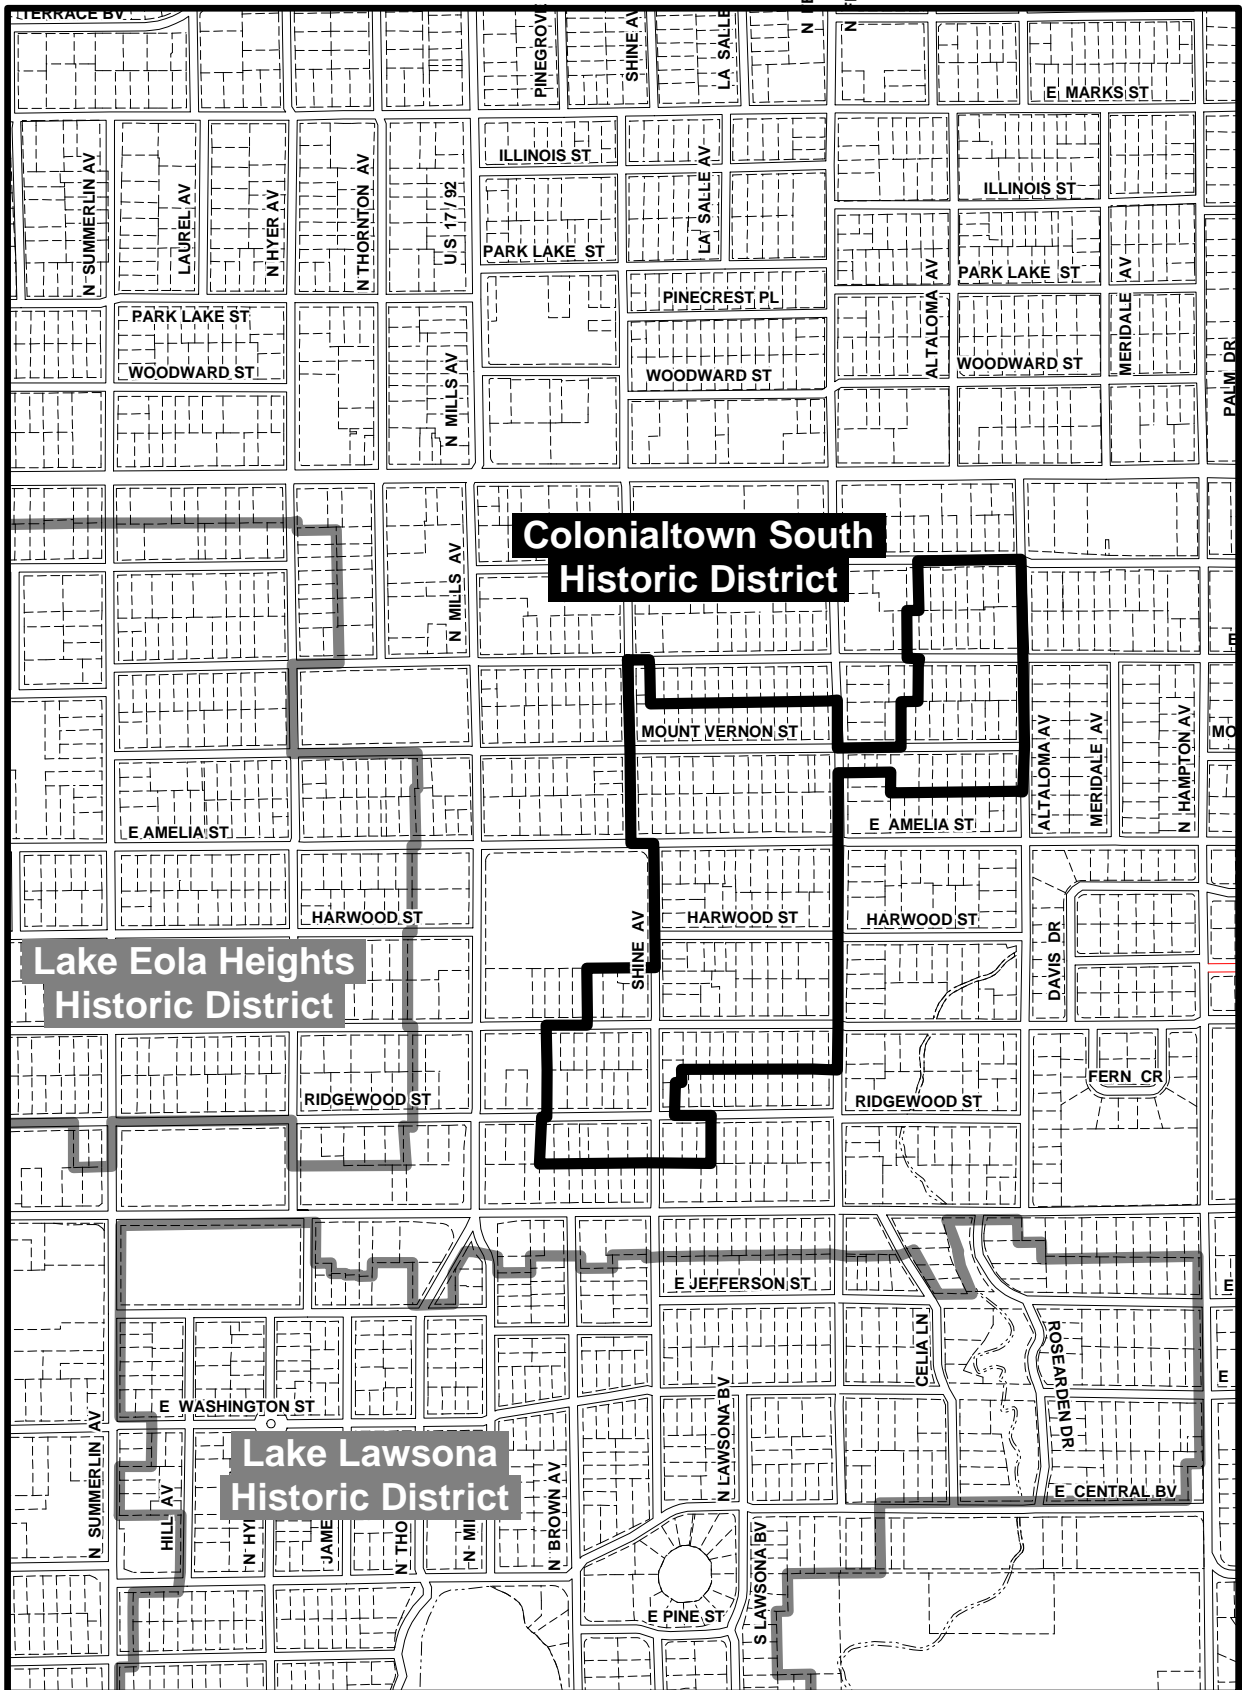 TERRACE BV
PINEGROVE
SHINE AV
LA SALLE
E MARKS ST
N SUMMERLIN AV
LAUREL AV
N HYER AV
N THORNTON AV
U.S 17 / 92
ILLINOIS ST
LA SALLE AV
ILLINOIS ST
PARK LAKE ST
PARK LAKE ST
PINECREST PL
ALTALOMA AV
MERIDALE AV
PARK LAKE ST
WOODWARD ST
N MILLS AV
WOODWARD ST
WOODWARD ST
PALM DR
Colonialtown South
Historic District
N MILLS AV
MOUNT VERNON ST
ALTALOMA AV
MERIDALE AV
N HAMPTON AV
MO
E AMELIA ST
E AMELIA ST
HARWOOD ST
SHINE AV
HARWOOD ST
HARWOOD ST
DAVIS DR
Lake Eola Heights
Historic District
RIDGEWOOD ST
RIDGEWOOD ST
FERN CR
E JEFFERSON ST
E
CELIA LN
ROSEARDEN DR
E
E WASHINGTON ST
N SUMMERLIN AV
Lake Lawsona
Historic District
N LAWSONA BV
E CENTRAL BV
HILL AV
JAME
N THO
N MI
N BROWN AV
S LAWSONA BV
E PINE ST